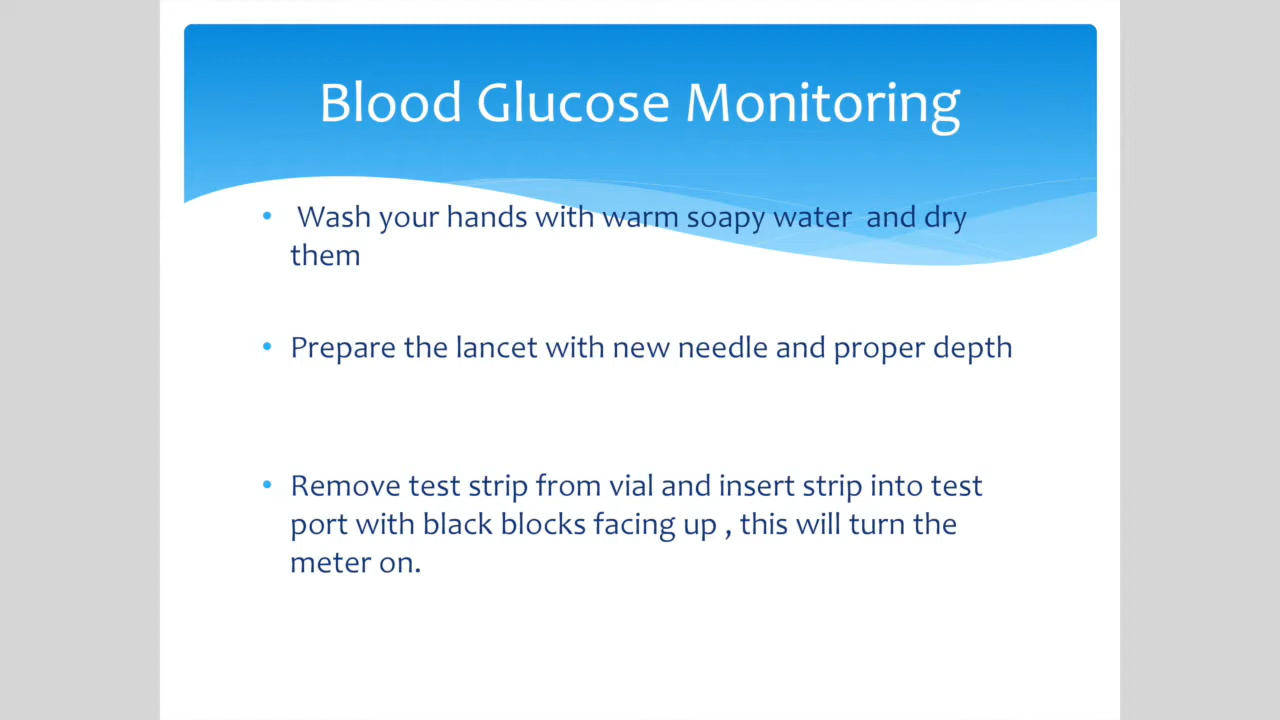 Blood Glucose Monitoring
• Wash your hands with warm soapy water  and dry
them
• Prepare the lancet with new needle and proper depth
• Remove test strip from vial and insert strip into test
port with black blocks facing up , this will turn the
meter on.